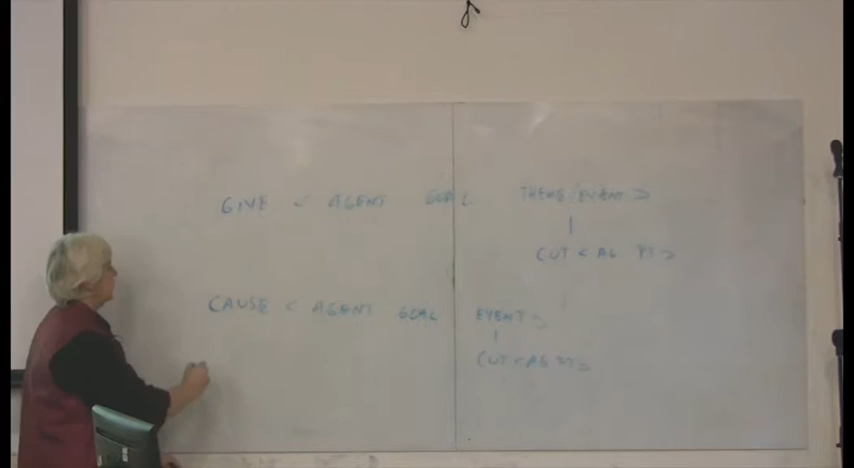 GIVE < AGENT GOAL THEME/EVENT >
|
CUT < AG PT >
CAUSE < AGENT GOAL EVENT >
|
CUT < AG PT >